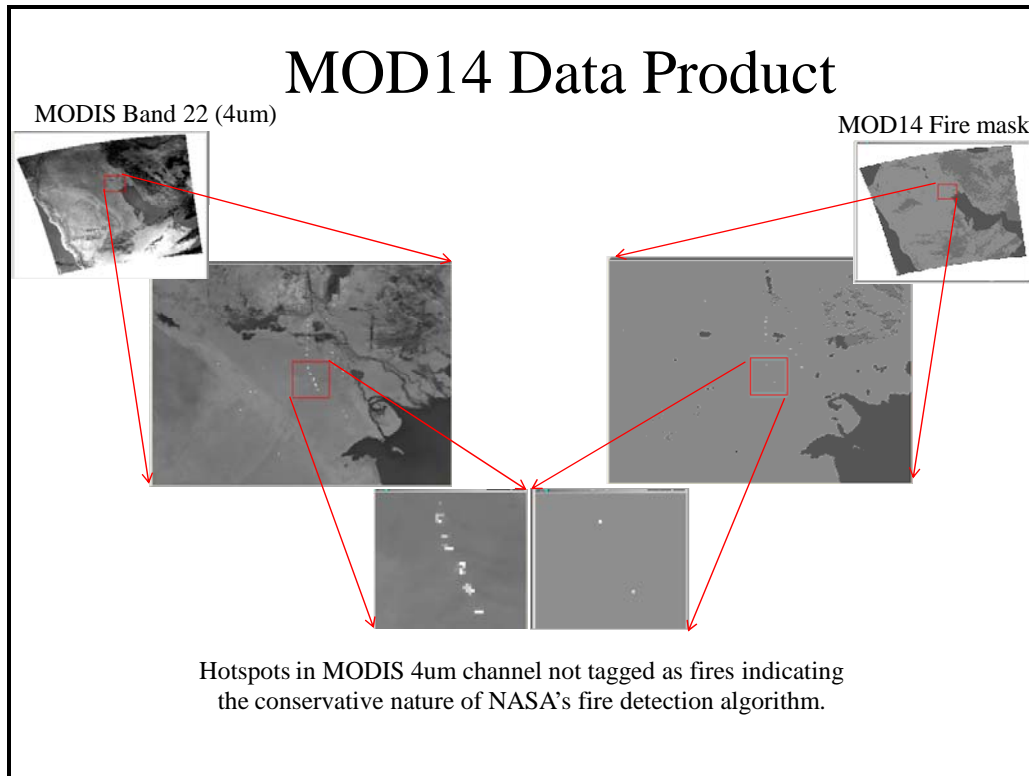 MOD14 Data Product
MODIS Band 22 (4um)
MOD14 Fire mask
Hotspots in MODIS 4um channel not tagged as fires indicating
the conservative nature of NASA’s fire detection algorithm.